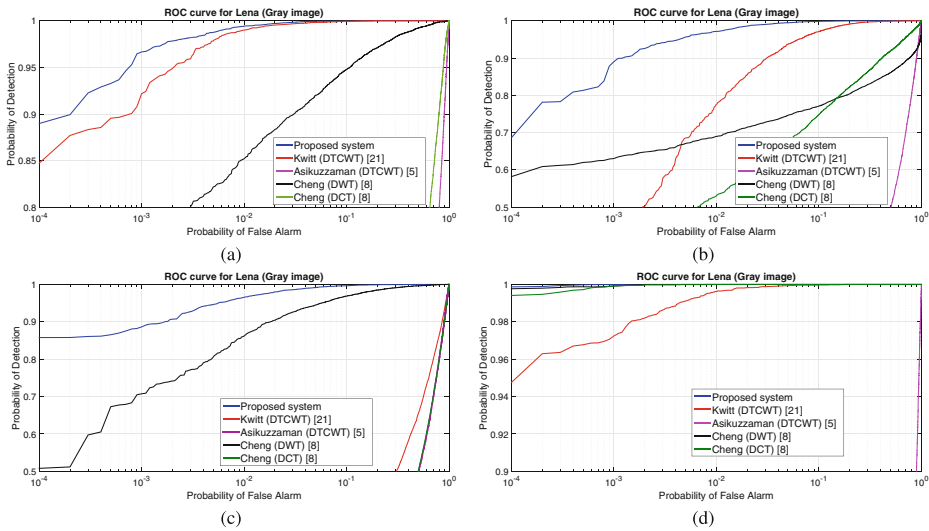 ROC curve for Lena (Gray image)
1
0.95
0.9
0.85
0.8
Probability of Detection
Proposed system
Kwitt (DTCWT) [21]
Asikuzzaman (DTCWT) [5]
Cheng (DWT) [8]
Cheng (DCT) [8]
10^-4
10^-3
10^-2
10^-1
10^0
Probability of False Alarm
(a)
ROC curve for Lena (Gray image)
1
0.9
0.8
0.7
0.6
0.5
Probability of Detection
Proposed system
Kwitt (DTCWT) [21]
Asikuzzaman (DTCWT) [5]
Cheng (DWT) [8]
Cheng (DCT) [8]
10^-4
10^-3
10^-2
10^-1
10^0
Probability of False Alarm
(b)
ROC curve for Lena (Gray image)
1
0.9
0.8
0.7
0.6
0.5
Probability of Detection
Proposed system
Kwitt (DTCWT) [21]
Asikuzzaman (DTCWT) [5]
Cheng (DWT) [8]
Cheng (DCT) [8]
10^-4
10^-3
10^-2
10^-1
10^0
Probability of False Alarm
(c)
ROC curve for Lena (Gray image)
1
0.98
0.96
0.94
0.92
0.9
Probability of Detection
Proposed system
Kwitt (DTCWT) [21]
Asikuzzaman (DTCWT) [5]
Cheng (DWT) [8]
Cheng (DCT) [8]
10^-4
10^-3
10^-2
10^-1
10^0
Probability of False Alarm
(d)